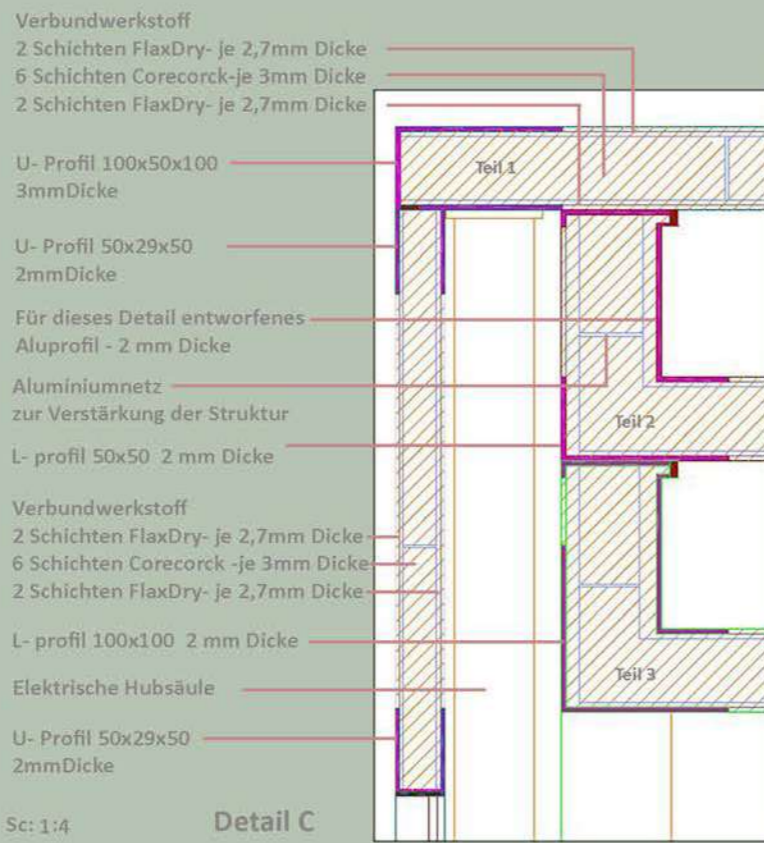 Verbundwerkstoff
2 Schichten FlaxDry- je 2,7mm Dicke
6 Schichten Corecorck-je 3mm Dicke
2 Schichten FlaxDry- je 2,7mm Dicke
U- Profil 100x50x100
3mmDicke
U- Profil 50x29x50
2mmDicke
Für dieses Detail entworfenes
Aluprofil - 2 mm Dicke
Aluminiumnetz
zur Verstärkung der Struktur
L- profil 50x50 2 mm Dicke
Verbundwerkstoff
2 Schichten FlaxDry- je 2,7mm Dicke
6 Schichten Corecorck -je 3mm Dicke
2 Schichten FlaxDry- je 2,7mm Dicke
L- profil 100x100 2 mm Dicke
Elektrische Hubsäule
U- Profil 50x29x50
2mmDicke
Sc: 1:4
Detail C
Teil 1
Teil 2
Teil 3